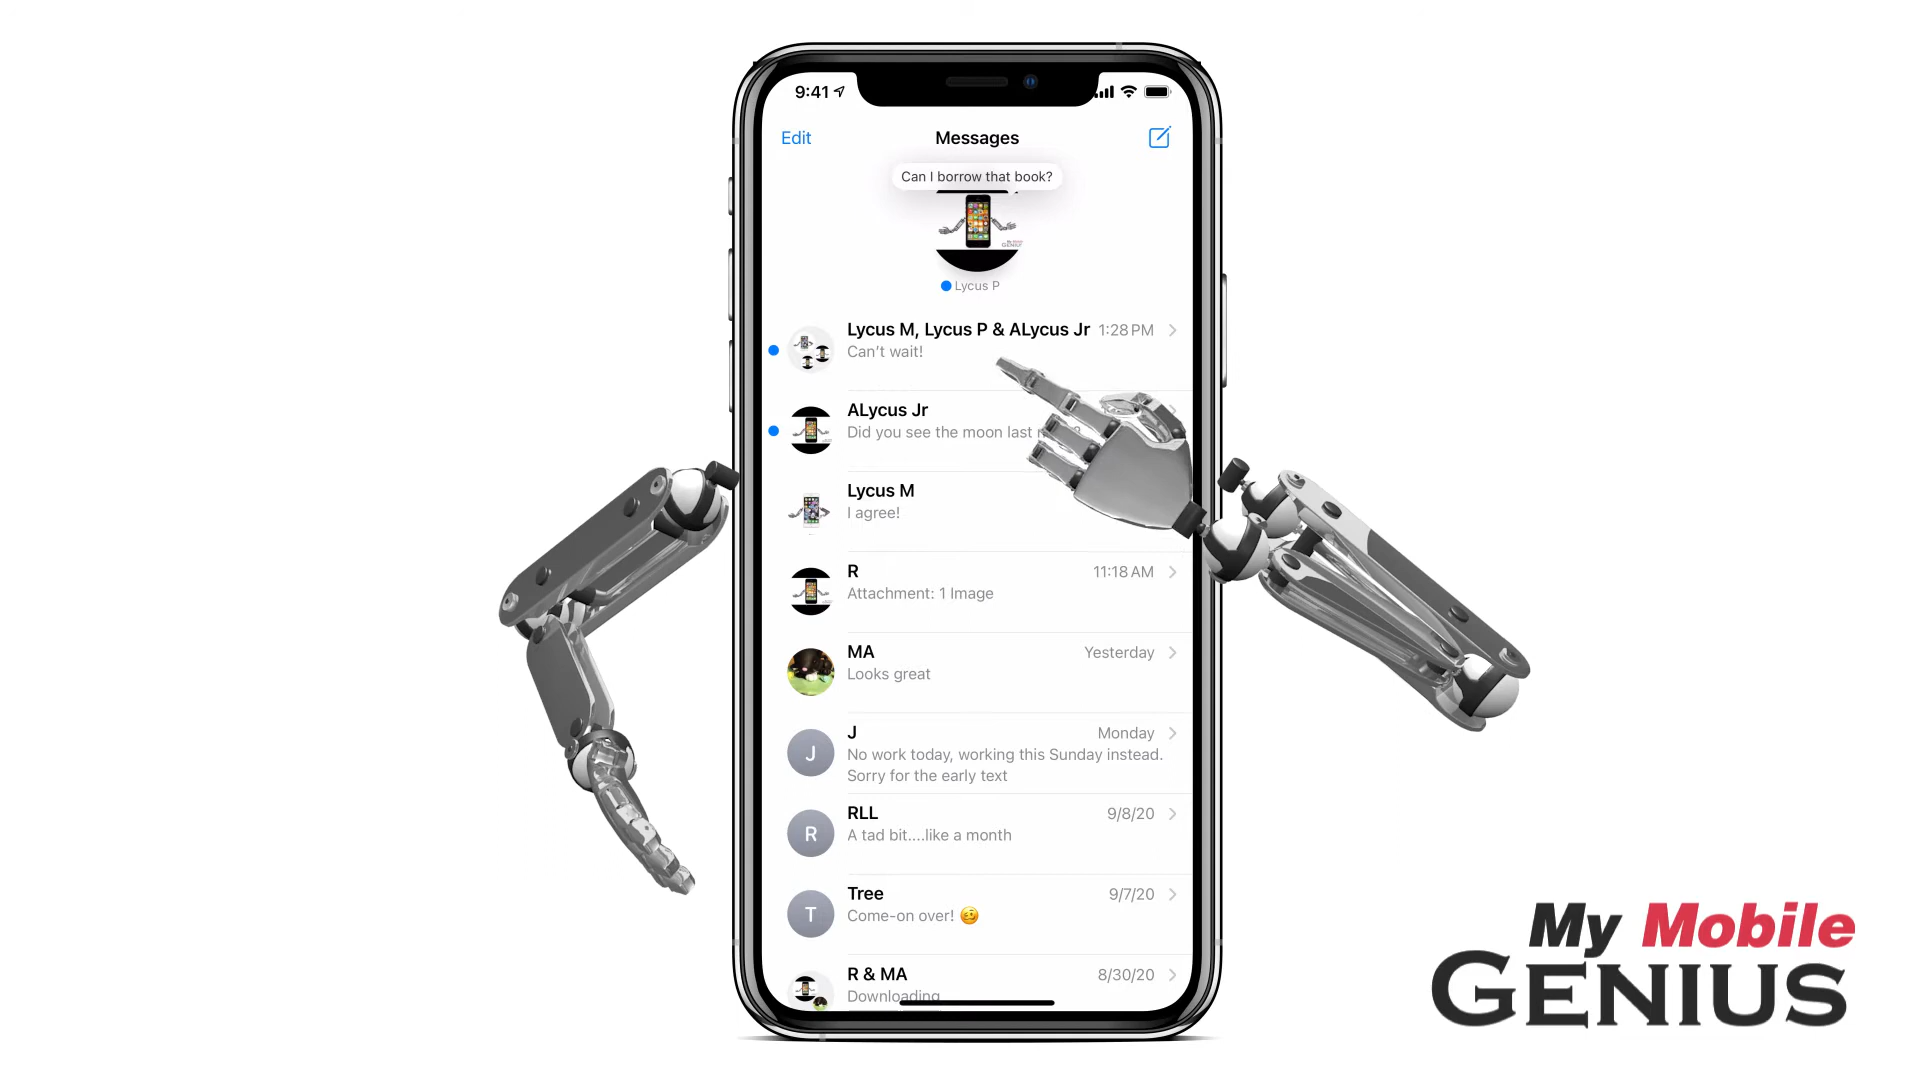 9:41
Edit
Messages
Can I borrow that book?
Lycus P
Lycus M, Lycus P & ALycus Jr 1:28 PM
Can't wait!
ALycus Jr
Did you see the moon last
Lycus M
I agree!
R 11:18 AM
Attachment: 1 Image
MA Yesterday
Looks great
J
J Monday
No work today, working this Sunday instead.
Sorry for the early text
R
RLL 9/8/20
A tad bit....like a month
T
Tree 9/7/20
Come-on over! 🥴
R & MA 8/30/20
Downloading
My Mobile
GENIUS